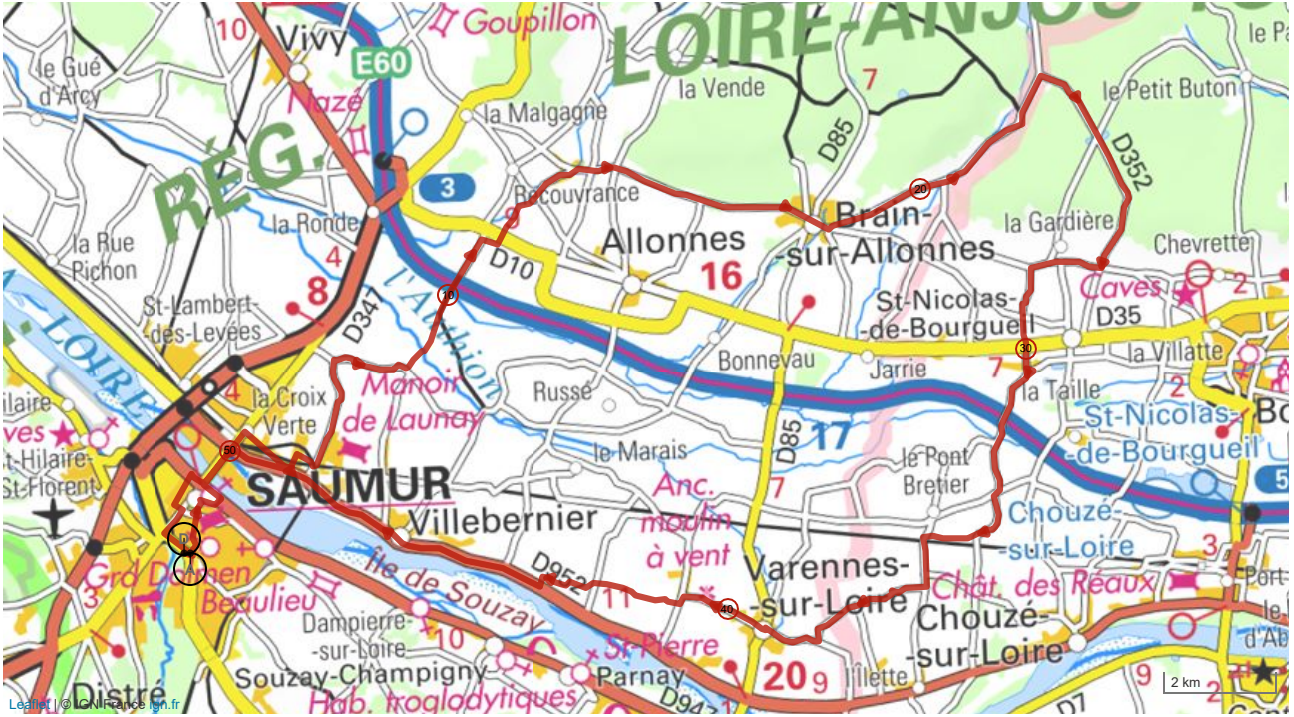 LOIRE-ANJOU
Goupillon
10
Vivy
E60
le Gué
d'Arcy
Nazé
la Malgagne
la Vende
7
D85
le Petit Buton
RÉG.
3
Récouvrance
9
20
D352
Brain-
-sur-Allonnes
la Ronde
la Gardière
Chevrette
la Rue
Pichon
4
Allonnes
D10
16
10
l'Authion
Caves
2
8
St-Lambert-
-des-Levées
D347
St-Nicolas-
-de-Bourgueil
D35
30
LOIRE
Bonnevau
Jarrie
7
la Villatte
la Taille
2
4
la Croix
Verte
Manoir
de Launay
Russé
17
D85
St-Nicolas-
-de-Bourgueil
50
le Marais
le Pont
Bretier
St-Florent
SAUMUR
Anc.
moulin
à vent
7
5
Villebernier
Chouzé-
-sur-Loire
3
Grd Dolmen
Beaulieu
3
Île de Souzay
D952
11
40
Varennes-
-sur-Loire
Chât. des Réaux
Port-
Dampierre-
-sur-Loire
10
St-Pierre
Chouzé-
-sur-Loire
Souzay-Champigny
Parnay
20
9
l'Îlette
9
2
2 km
Distré
Hab. troglodytiques
D947
D7
Leaflet | © IGN France ign.fr